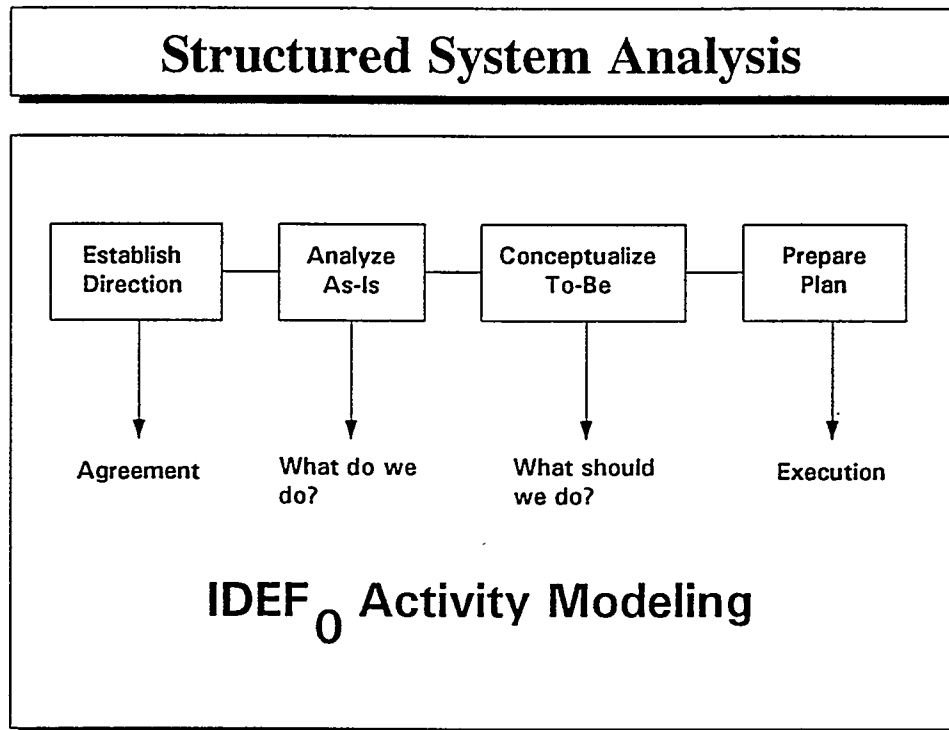 Structured System Analysis
Establish
Direction
Analyze
As-Is
Conceptualize
To-Be
Prepare
Plan
Agreement
What do we
do?
What should
we do?
Execution
IDEF0 Activity Modeling